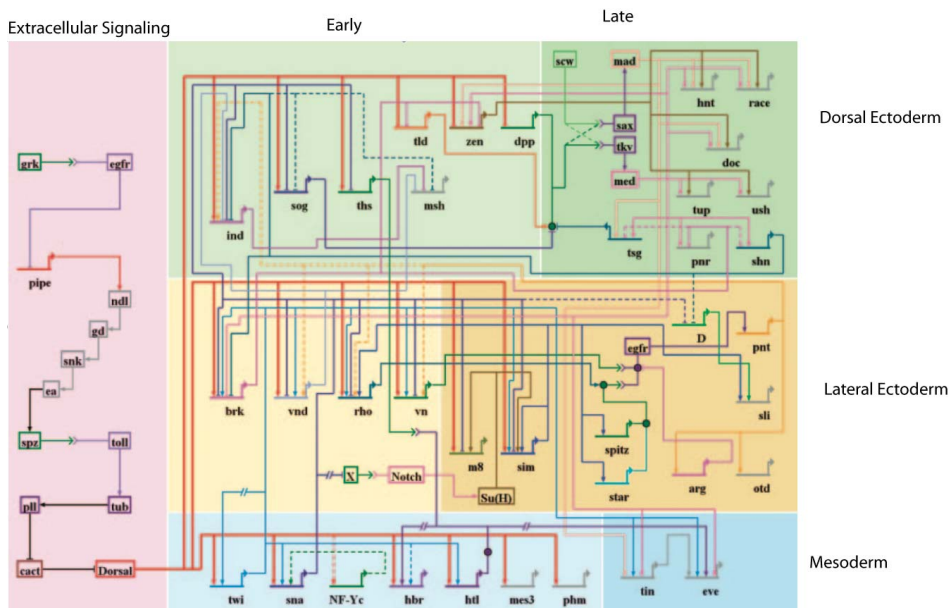 Extracellular Signaling
Early
Late
Dorsal Ectoderm
Lateral Ectoderm
Mesoderm
grk
egfr
pipe
ndl
gd
snk
ea
spz
toll
pll
tub
cact
Dorsal
ind
sog
ths
msh
tld
zen
dpp
scw
mad
sax
tkv
med
hnt
race
doc
tup
ush
tsg
pnr
shn
brk
vnd
rho
vn
m8
sim
X
Notch
Su(H)
egfr
D
pnt
sli
spitz
star
arg
otd
twi
sna
NF-Yc
hbr
htl
mes3
phm
tin
eve